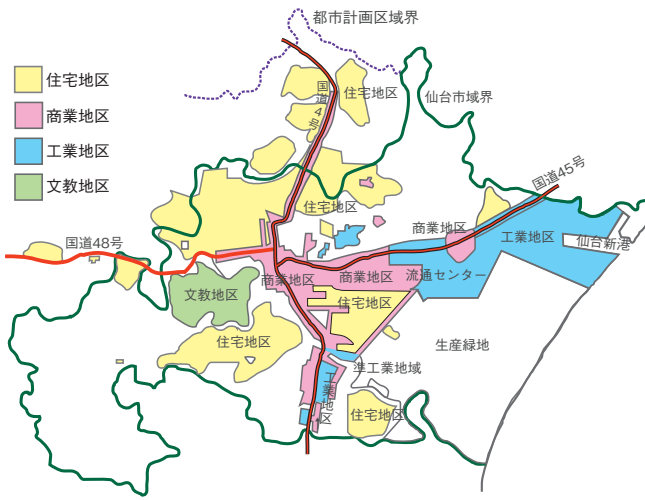 都市計画区域界
住宅地区
商業地区
工業地区
文教地区
国道4号
住宅地区
仙台市域界
国道45号
住宅地区
商業地区
工業地区
仙台新港
国道48号
商業地区
商業地区
流通センター
文教地区
住宅地区
住宅地区
生産緑地
準工業地域
工業地区
住宅地区